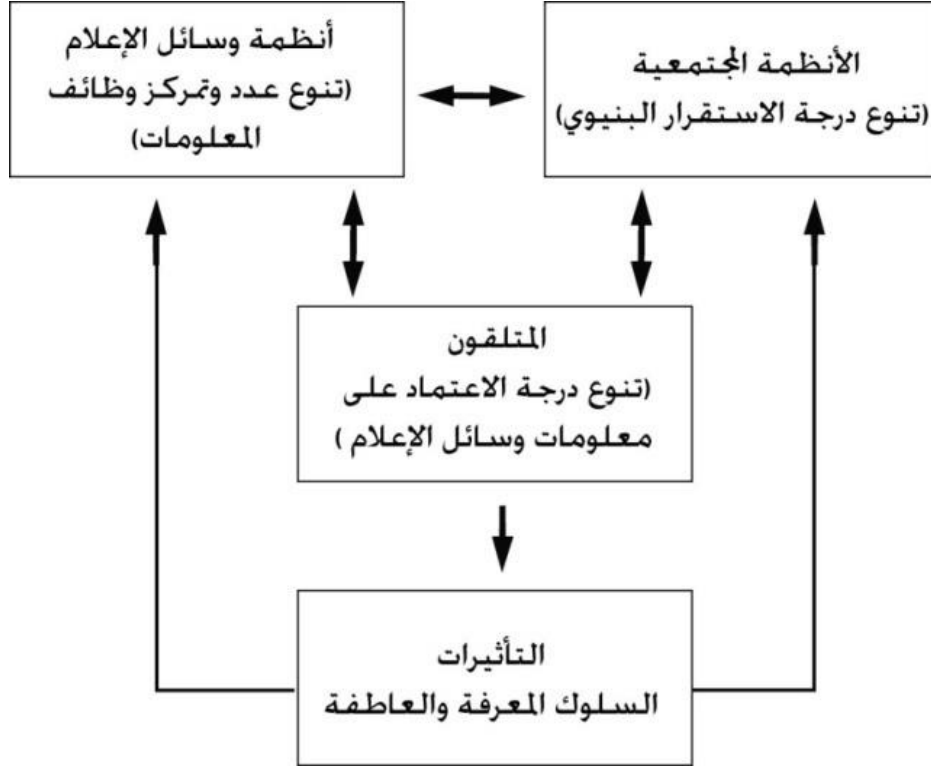 الأنظمة المجتمعية
(تنوع درجة الاستقرار البنيوي)
أنظمة وسائل الإعلام
(تنوع عدد وتمركز وظائف
المعلومات)
المتلقون
(تنوع درجة الاعتماد على
معلومات وسائل الإعلام )
التأثيرات
السلوك المعرفة والعاطفة